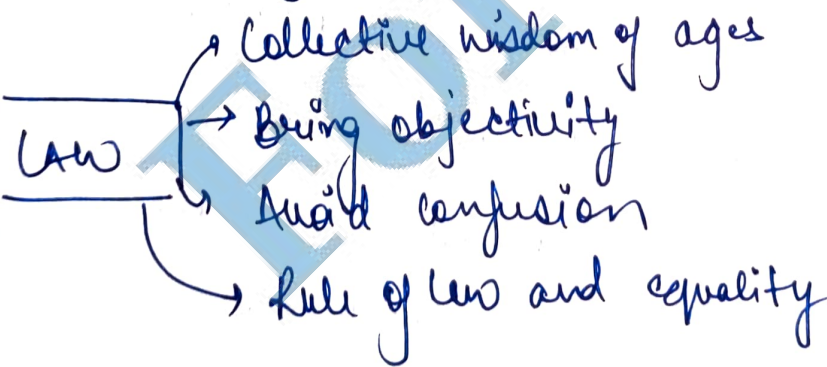 Collective wisdom of ages
LAW
Bring objectivity
Avoid confusion
Rule of law and equality